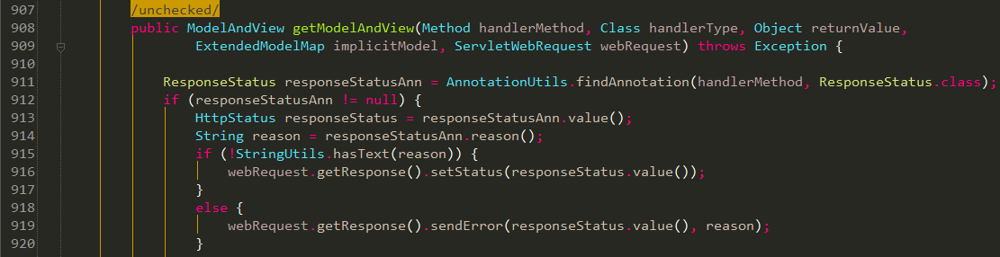 907 /unchecked/
908 public ModelAndView getModelAndView(Method handlerMethod, Class handlerType, Object returnValue,
909 ExtendedModelMap implicitModel, ServletWebRequest webRequest) throws Exception {
910
911 ResponseStatus responseStatusAnn = AnnotationUtils.findAnnotation(handlerMethod, ResponseStatus.class);
912 if (responseStatusAnn != null) {
913 HttpStatus responseStatus = responseStatusAnn.value();
914 String reason = responseStatusAnn.reason();
915 if (!StringUtils.hasText(reason)) {
916 webRequest.getResponse().setStatus(responseStatus.value());
917 }
918 else {
919 webRequest.getResponse().sendError(responseStatus.value(), reason);
920 }